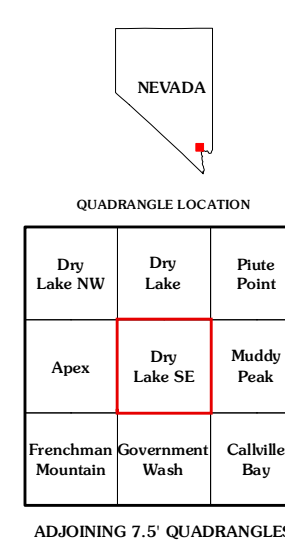 NEVADA
QUADRANGLE LOCATION
Dry
Lake NW
Dry
Lake
Piute
Point
Apex
Dry
Lake SE
Muddy
Peak
Frenchman
Mountain
Government
Wash
Callville
Bay
ADJOINING 7.5' QUADRANGLES